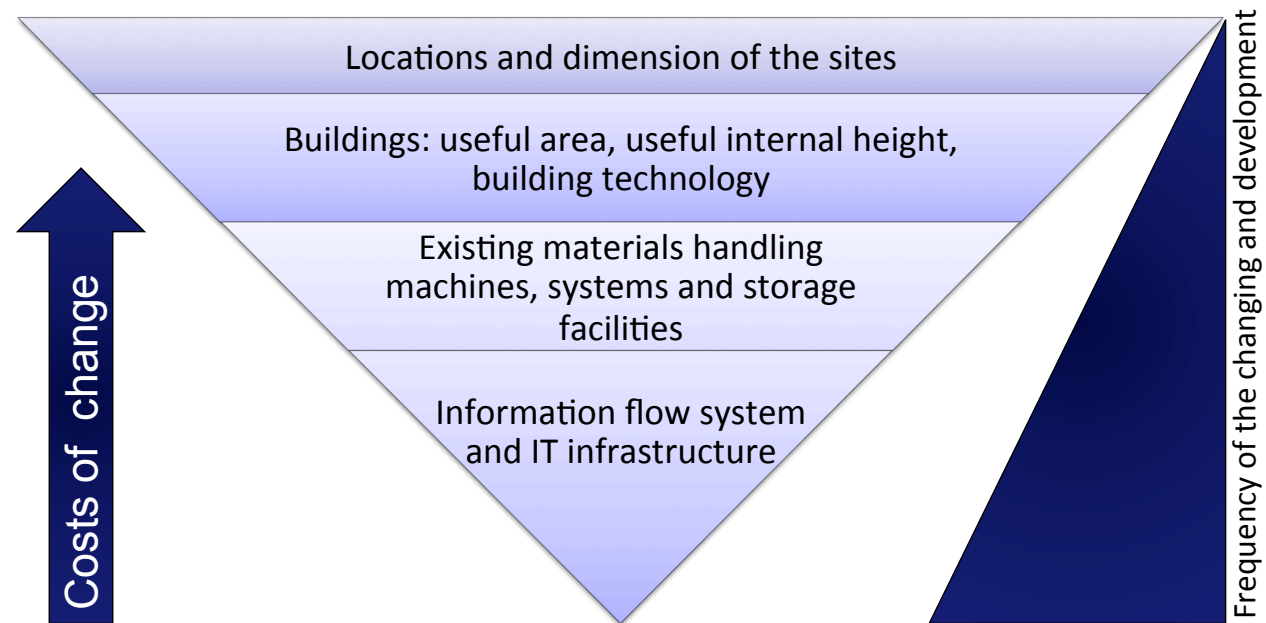 Locations and dimension of the sites
Buildings: useful area, useful internal height,
building technology
Existing materials handling
machines, systems and storage
facilities
Information flow system
and IT infrastructure
Costs of change
Frequency of the changing and development